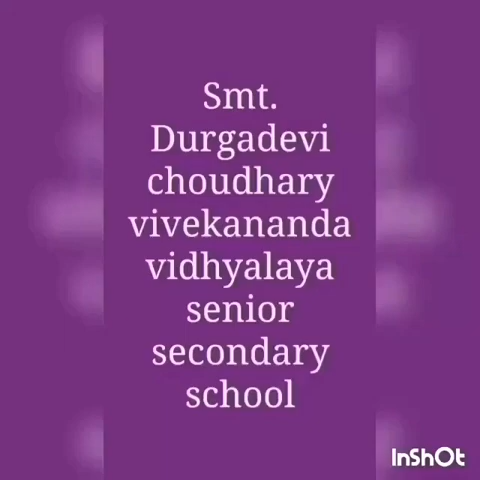 Smt.
Durgadevi
choudhary
vivekananda
vidhyalaya
senior
secondary
school
InShOt